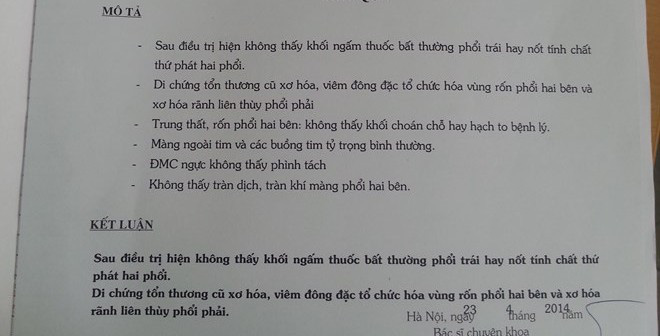 MÔ TẢ
- Sau điều trị hiện không thấy khối ngấm thuốc bất thường phổi trái hay nốt tính chất
thứ phát hai phổi.
- Di chứng tổn thương cũ xơ hóa, viêm đông đặc tổ chức hóa vùng rốn phổi hai bên và
xơ hóa rãnh liên thùy phổi phải
- Trung thất, rốn phổi hai bên: không thấy khối choán chỗ hay hạch to bệnh lý.
- Màng ngoài tim và các buồng tim tỷ trọng bình thường.
- ĐMC ngực không thấy phình tách
- Không thấy tràn dịch, tràn khí màng phổi hai bên.
KẾT LUẬN
Sau điều trị hiện không thấy khối ngấm thuốc bất thường phổi trái hay nốt tính chất thứ
phát hai phổi.
Di chứng tổn thương cũ xơ hóa, viêm đông đặc tổ chức hóa vùng rốn phổi hai bên và xơ hóa
rãnh liên thùy phổi phải.
Hà Nội, ngày 23 4 tháng 2014 năm
Bác sĩ chuyên khoa